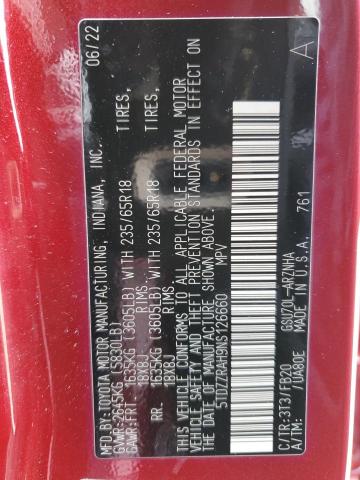 MFD.BY:TOYOTA MOTOR MANUFACTURING, INDIANA, INC. 06/22
GVWR:2645KG (5830LB)
GAWR:FRT. 1635KG (3605LB) WITH 235/65R18 TIRES,
18X8J RIMS,
RR. 1635KG (3605LB) WITH 235/65R18 TIRES,
18X8J RIMS,
THIS VEHICLE CONFORMS TO ALL APPLICABLE FEDERAL MOTOR
VEHICLE SAFETY AND THEFT PREVENTION STANDARDS IN EFFECT ON
THE DATE OF MANUFACTURE SHOWN ABOVE.
5TDZZRAH9NS126660 MPV
C/TR:3T3/FB20 GSU70L-ARZNHA 761 A
A/TM: /UA80E MADE IN U.S.A.